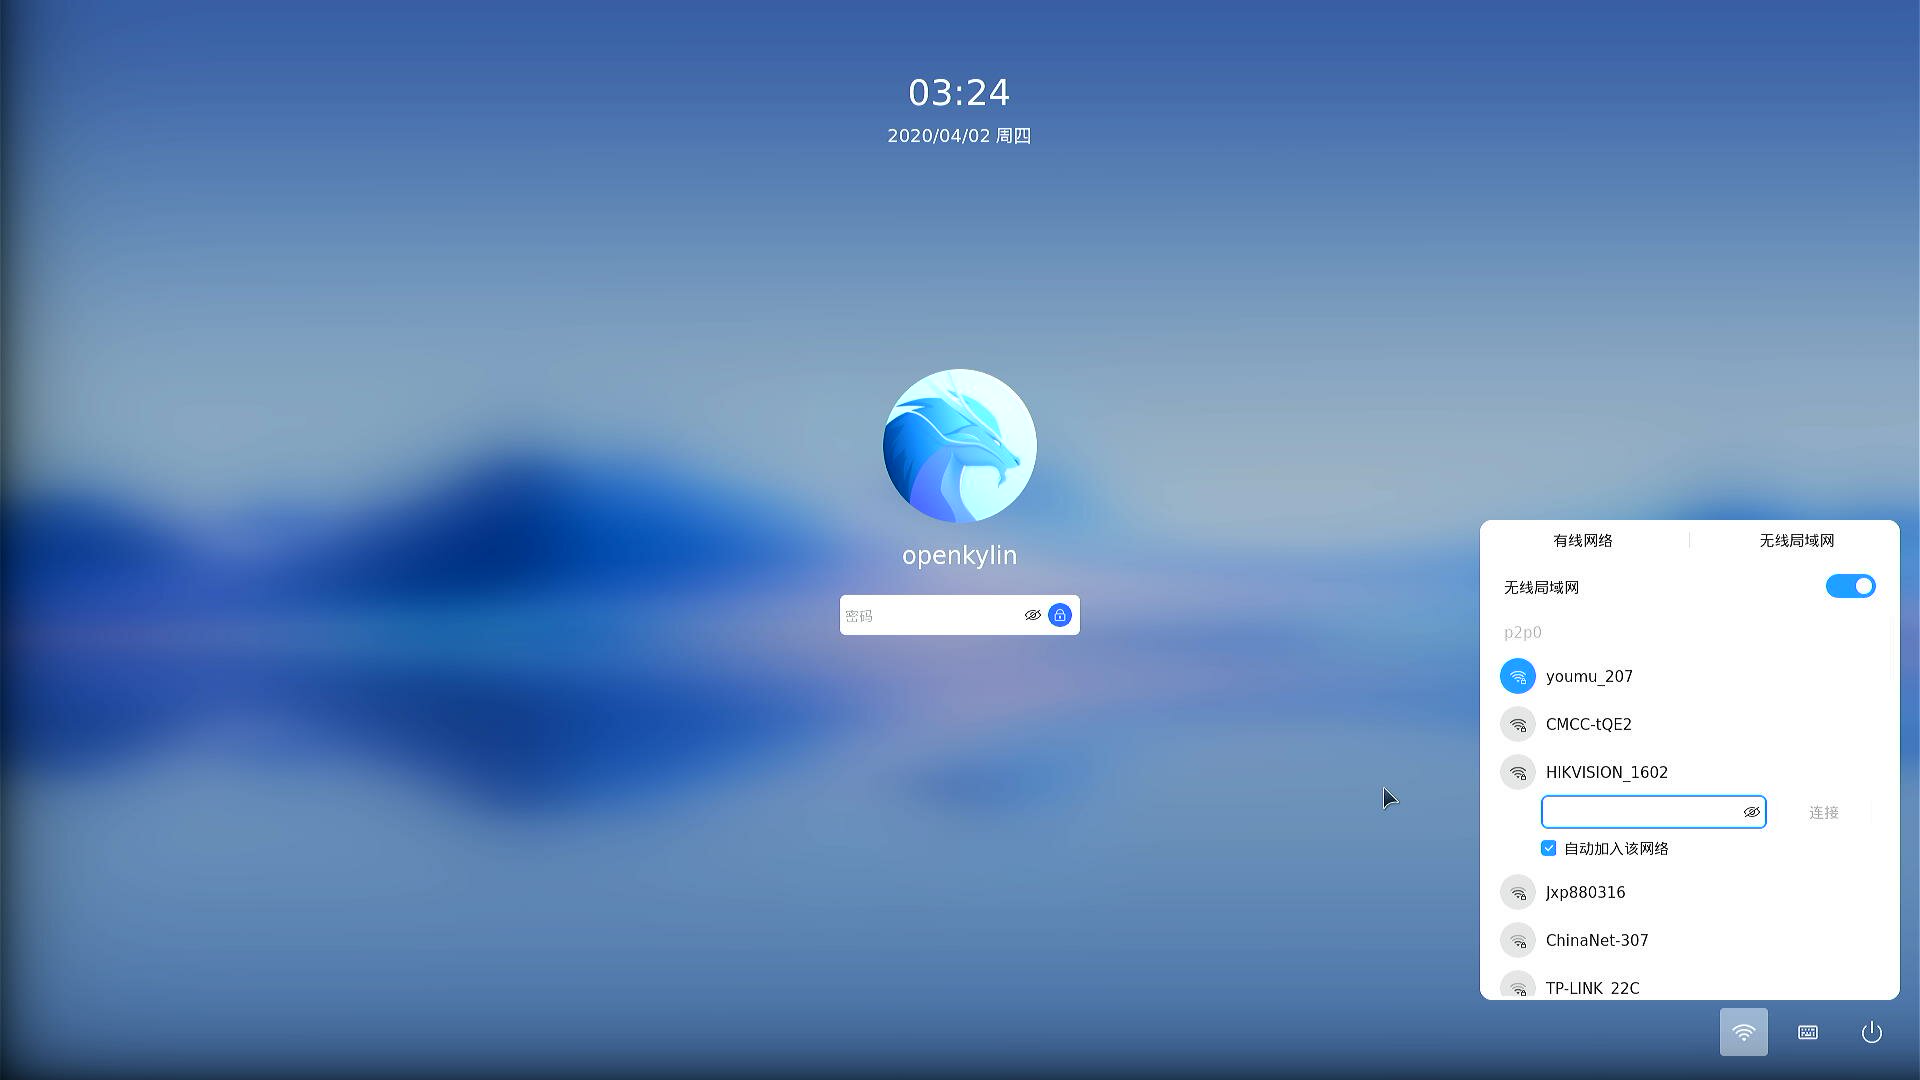 03:24
2020/04/02 周四
openkylin
密码
有线网络
无线局域网
无线局域网
p2p0
youmu_207
CMCC-tQE2
HIKVISION_1602
连接
自动加入该网络
Jxp880316
ChinaNet-307
TP-LINK_22C